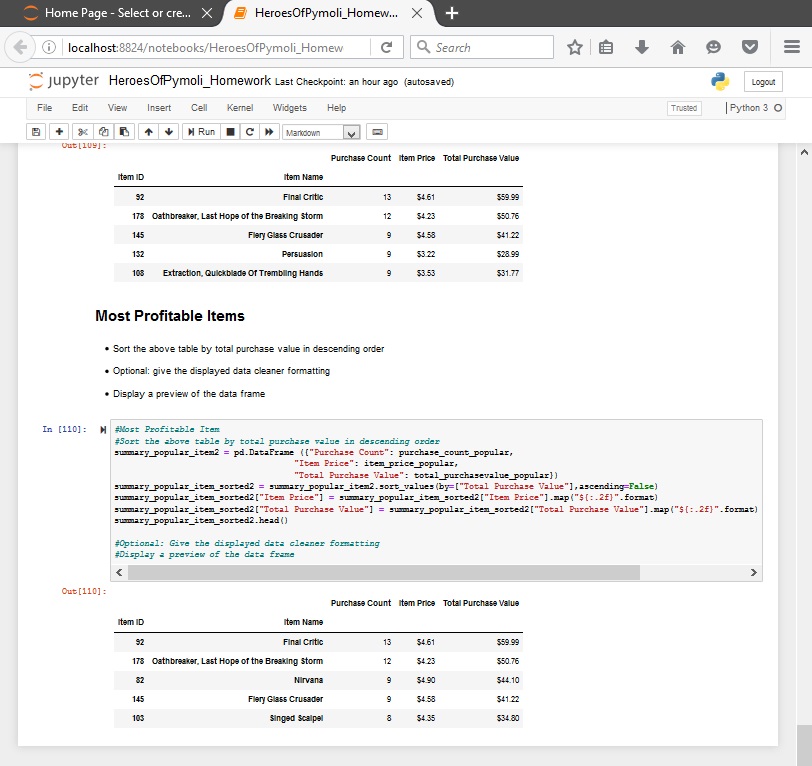 Home Page - Select or cre...
HeroesOfPymoli_Homew...
localhost:8824/notebooks/HeroesOfPymoli_Homew
Search
jupyter HeroesOfPymoli_Homework Last Checkpoint: an hour ago (autosaved)
Logout
File Edit View Insert Cell Kernel Widgets Help
Trusted
Python 3
Run
Markdown
Out[109]:
Purchase Count Item Price Total Purchase Value
Item ID Item Name
92 Final Critic 13 $4.61 $59.99
178 Oathbreaker, Last Hope of the Breaking Storm 12 $4.23 $50.76
145 Fiery Glass Crusader 9 $4.58 $41.22
132 Persuasion 9 $3.22 $28.99
108 Extraction, Quickblade Of Trembling Hands 9 $3.53 $31.77
Most Profitable Items
• Sort the above table by total purchase value in descending order
• Optional: give the displayed data cleaner formatting
• Display a preview of the data frame
In [110]:
#Most Profitable Item
#Sort the above table by total purchase value in descending order
summary_popular_item2 = pd.DataFrame ({"Purchase Count": purchase_count_popular,
"Item Price": item_price_popular,
"Total Purchase Value": total_purchasevalue_popular})
summary_popular_item_sorted2 = summary_popular_item2.sort_values(by=["Total Purchase Value"],ascending=False)
summary_popular_item_sorted2["Item Price"] = summary_popular_item_sorted2["Item Price"].map("${:.2f}".format)
summary_popular_item_sorted2["Total Purchase Value"] = summary_popular_item_sorted2["Total Purchase Value"].map("${:.2f}".format)
summary_popular_item_sorted2.head()
#Optional: Give the displayed data cleaner formatting
#Display a preview of the data frame
Out[110]:
Purchase Count Item Price Total Purchase Value
Item ID Item Name
92 Final Critic 13 $4.61 $59.99
178 Oathbreaker, Last Hope of the Breaking Storm 12 $4.23 $50.76
82 Nirvana 9 $4.90 $44.10
145 Fiery Glass Crusader 9 $4.58 $41.22
103 Singed Scalpel 8 $4.35 $34.80